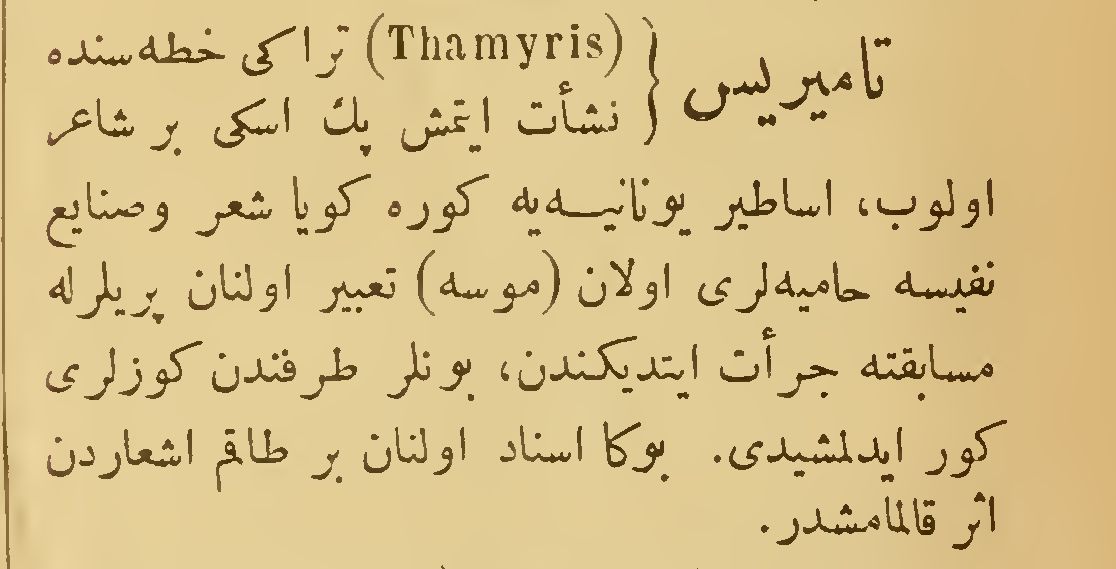 تامیریس { (Thamyris) تراکی خطه‌سنده
نشأت ایتمش پك اسکی بر شاعر
اولوب، اساطیر یونانیـه‌یه کوره کویا شعر وصنایع
نفیسه حامیه‌لری اولان (موسه) تعبیر اولنان پریلرله
مسابقته جرأت ایتدیکندن، بونلر طرفندن کوزلری
کور ایدلمشیدی. بوکا اسناد اولنان بر طاقم اشعاردن
اثر قالمامشدر.